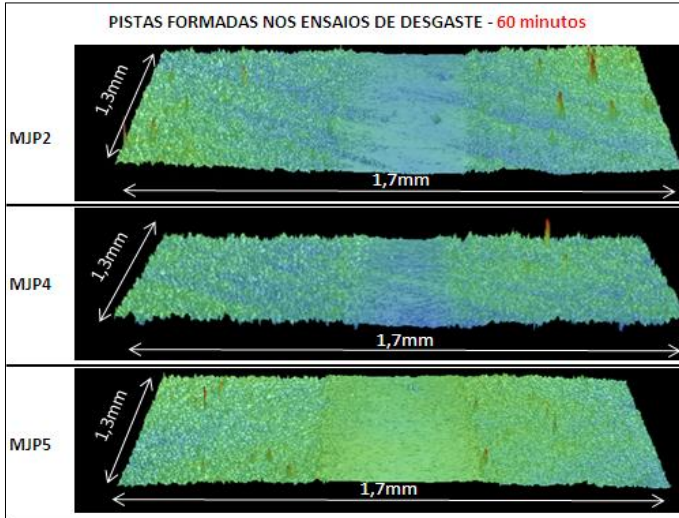 PISTAS FORMADAS NOS ENSAIOS DE DESGASTE - 60 minutos
MJP2
1,3mm
1,7mm
MJP4
1,3mm
1,7mm
MJP5
1,3mm
1,7mm